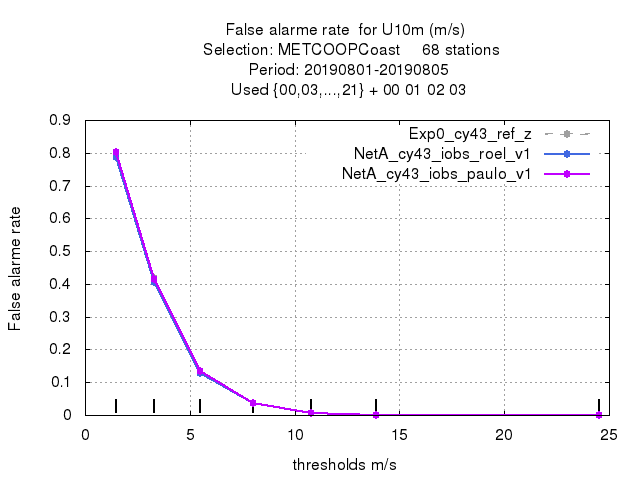 False alarme rate  for U10m (m/s)
Selection: METCOOPCoast     68 stations
Period: 20190801-20190805
Used {00,03,...,21} + 00 01 02 03
Exp0_cy43_ref_z
NetA_cy43_iobs_roel_v1
NetA_cy43_iobs_paulo_v1
False alarme rate
0.9
0.8
0.7
0.6
0.5
0.4
0.3
0.2
0.1
0
0 5 10 15 20 25
thresholds m/s